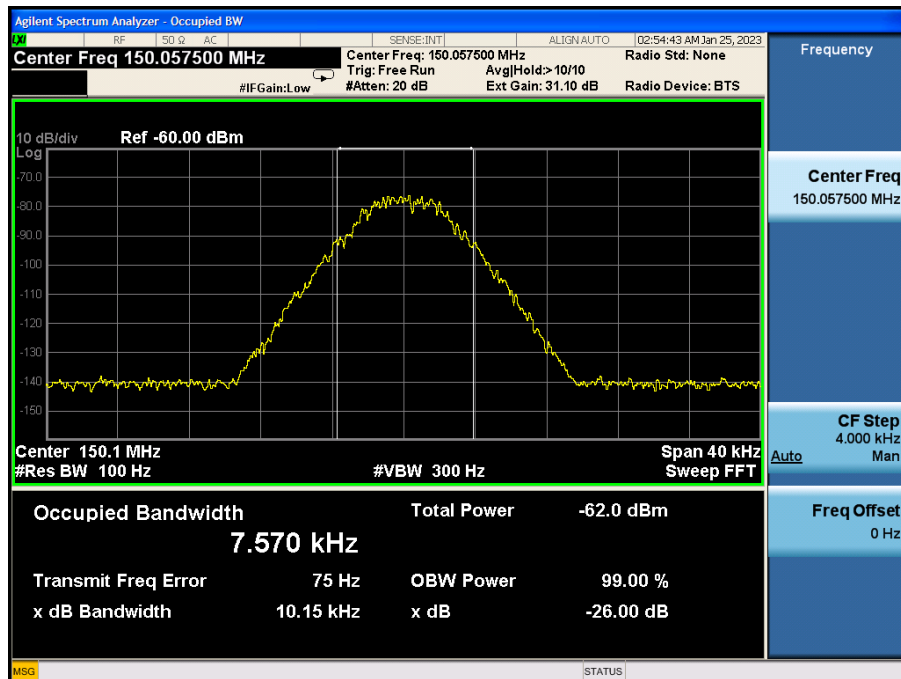 Agilent Spectrum Analyzer - Occupied BW
LXI RF 50 Ω AC SENSE:INT ALIGN AUTO 02:54:43 AM Jan 25, 2023
Center Freq 150.057500 MHz
Center Freq: 150.057500 MHz Radio Std: None
Trig: Free Run Avg|Hold:> 10/10
#IFGain:Low #Atten: 20 dB Ext Gain: 31.10 dB Radio Device: BTS
10 dB/div Ref -60.00 dBm
Log
-70.0
-80.0
-90.0
-100
-110
-120
-130
-140
-150
Center 150.1 MHz Span 40 kHz
#Res BW 100 Hz #VBW 300 Hz Sweep FFT
Occupied Bandwidth Total Power -62.0 dBm
7.570 kHz
Transmit Freq Error 75 Hz OBW Power 99.00 %
x dB Bandwidth 10.15 kHz x dB -26.00 dB
MSG STATUS
Frequency
Center Freq
150.057500 MHz
CF Step
4.000 kHz
Auto Man
Freq Offset
0 Hz